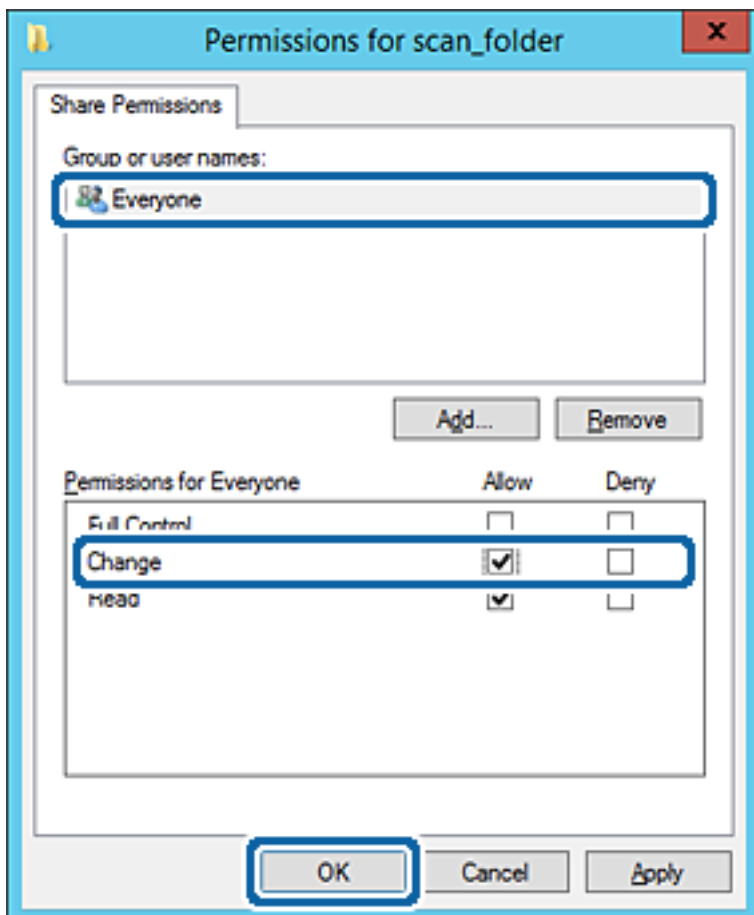 Permissions for scan_folder
Share Permissions
Group or user names:
Everyone
Add... Remove
Permissions for Everyone Allow Deny
Full Control
Change
Read
OK Cancel Apply